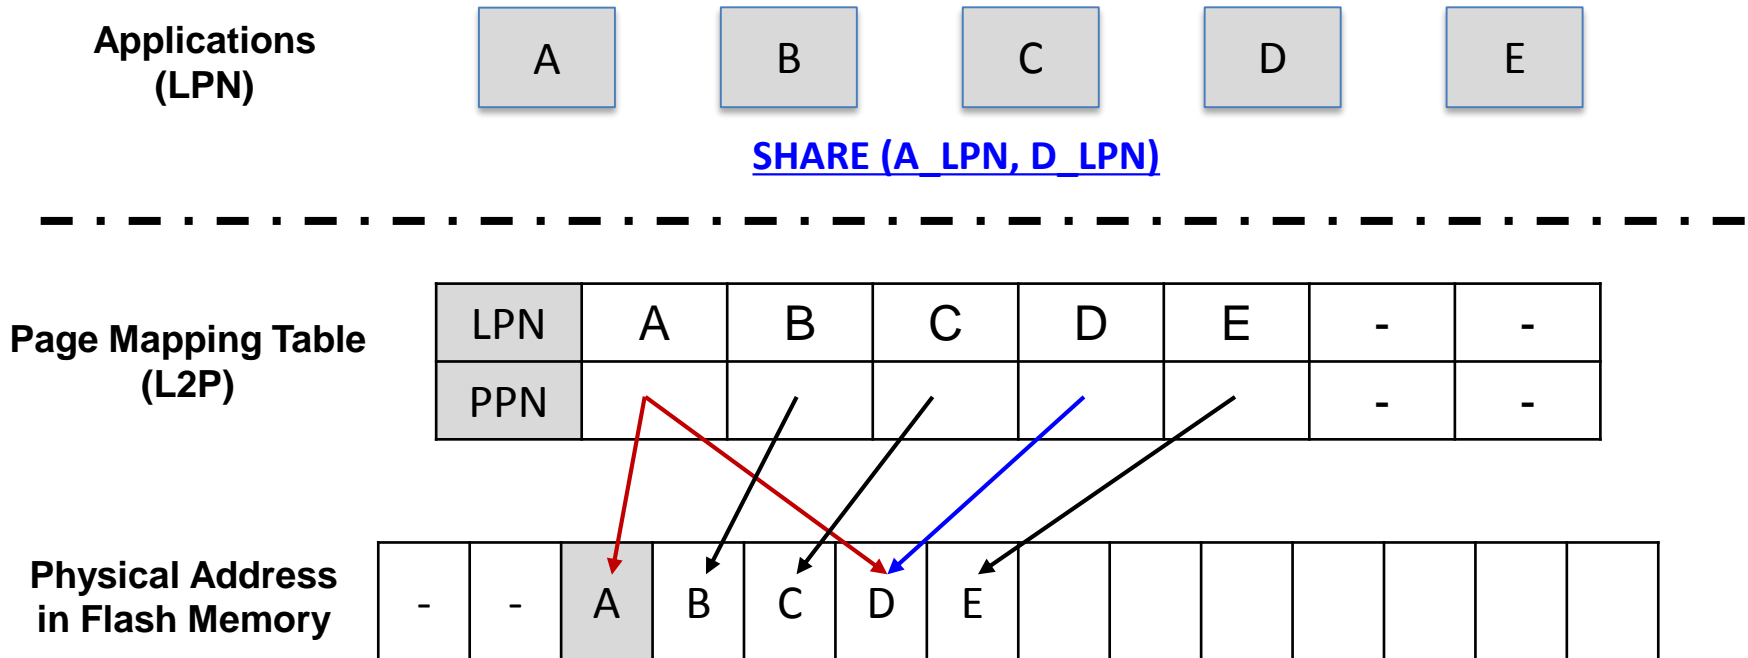 Applications
(LPN)
A B C D E
SHARE (A_LPN, D_LPN)
Page Mapping Table
(L2P)
LPN A B C D E - -
PPN - -
Physical Address
in Flash Memory
- - A B C D E